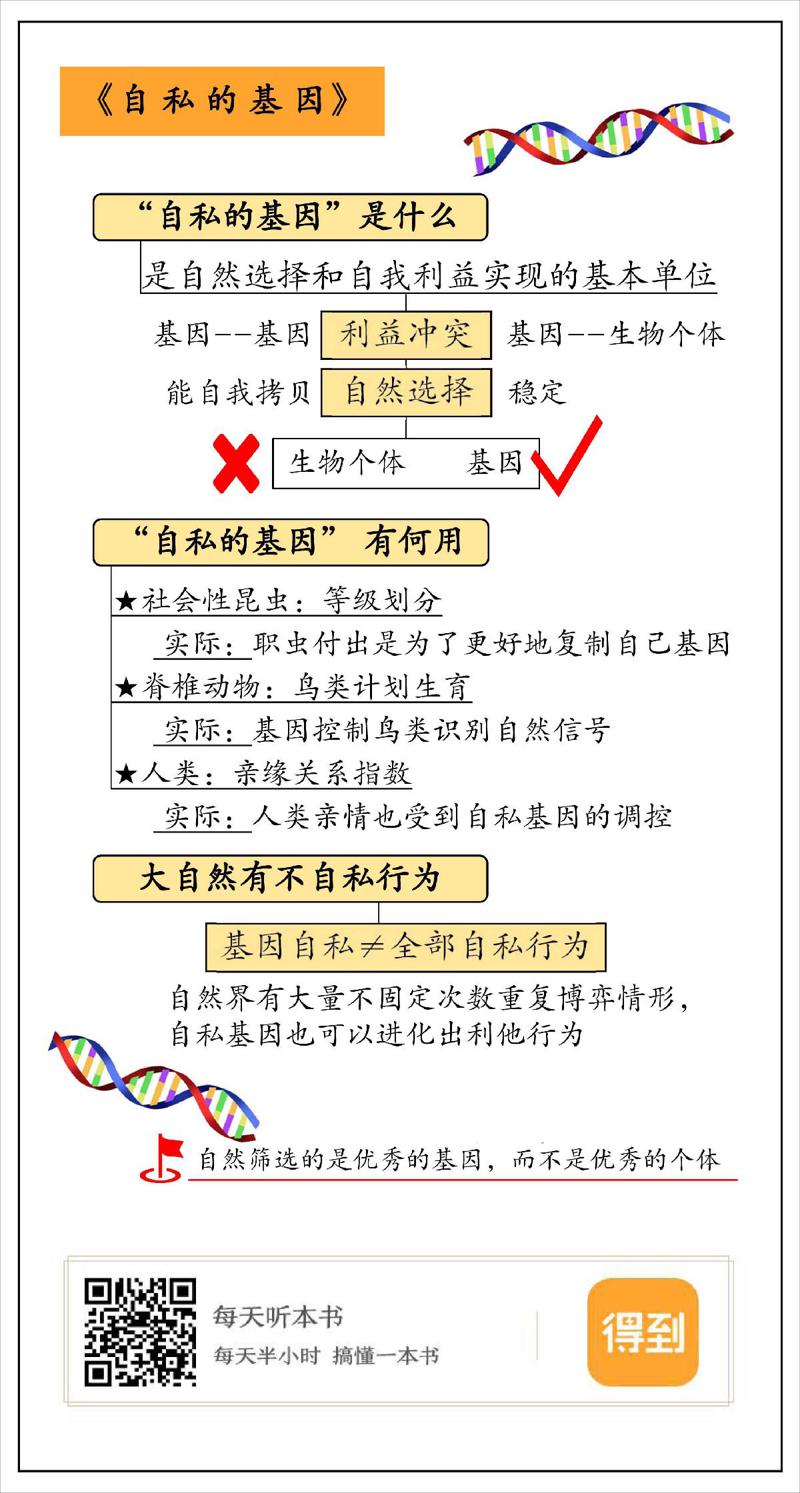 《自私的基因》
“自私的基因”是什么
是自然选择和自我利益实现的基本单位
基因--基因 利益冲突 基因--生物个体
能自我拷贝 自然选择 稳定
生物个体 基因
“自私的基因” 有何用
★社会性昆虫：等级划分
实际：职虫付出是为了更好地复制自己基因
★脊椎动物：鸟类计划生育
实际：基因控制鸟类识别自然信号
★人类：亲缘关系指数
实际：人类亲情也受到自私基因的调控
大自然有不自私行为
基因自私≠全部自私行为
自然界有大量不固定次数重复博弈情形，
自私基因也可以进化出利他行为
自然筛选的是优秀的基因，而不是优秀的个体
每天听本书
每天半小时 搞懂一本书
得到